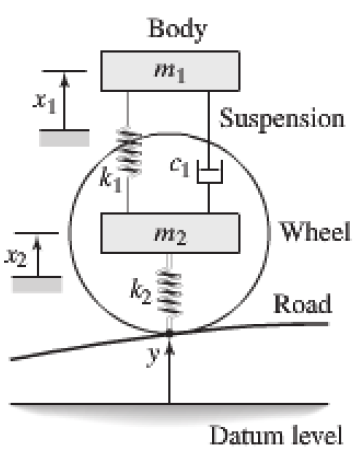 Body
m1
x1
Suspension
k1
c1
m2
Wheel
x2
k2
Road
y
Datum level